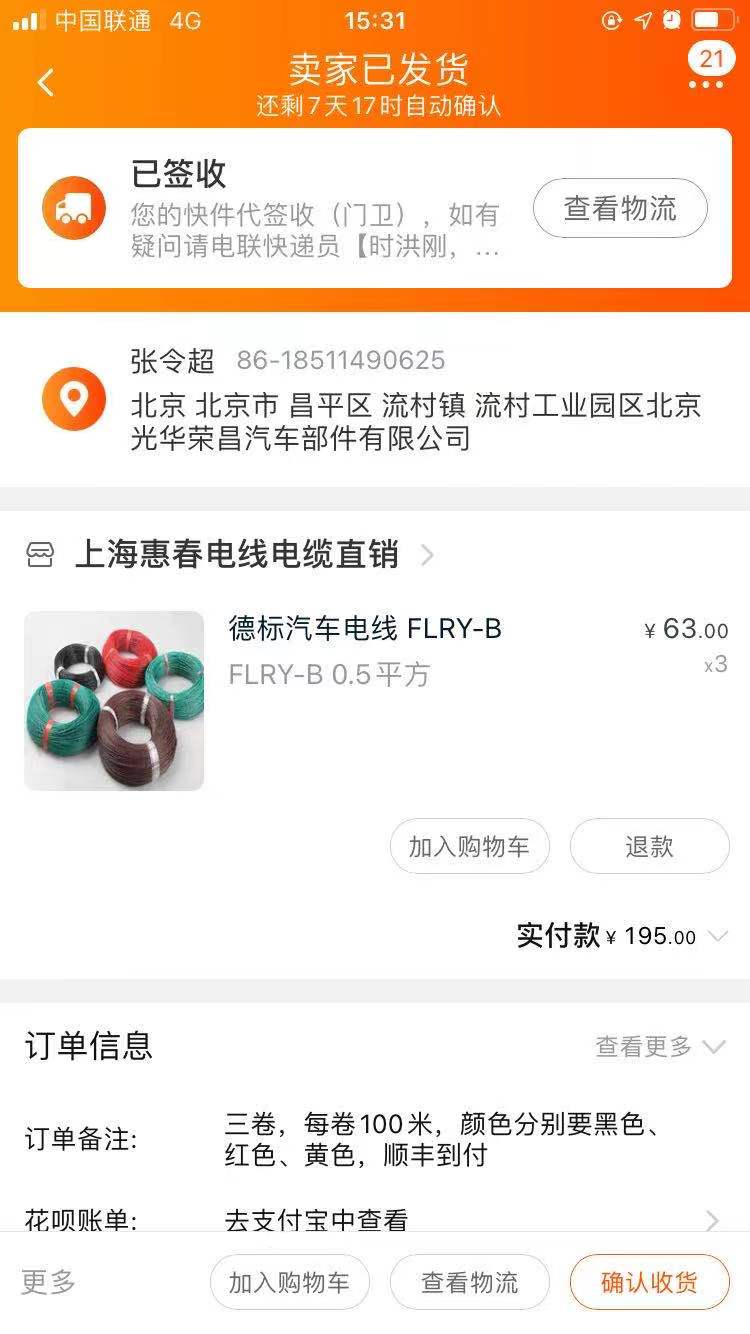 中国联通 4G 15:31
卖家已发货
21
还剩7天17时自动确认
已签收
您的快件代签收（门卫），如有
疑问请电联快递员【时洪刚，...
查看物流
张令超 86-18511490625
北京 北京市 昌平区 流村镇 流村工业园区北京
光华荣昌汽车部件有限公司
上海惠春电线电缆直销
德标汽车电线 FLRY-B ¥ 63.00
FLRY-B 0.5平方 x3
加入购物车 退款
实付款 ¥ 195.00
订单信息 查看更多
订单备注: 三卷，每卷100米，颜色分别要黑色、
红色、黄色，顺丰到付
花呗账单: 去支付宝中查看
更多 加入购物车 查看物流 确认收货